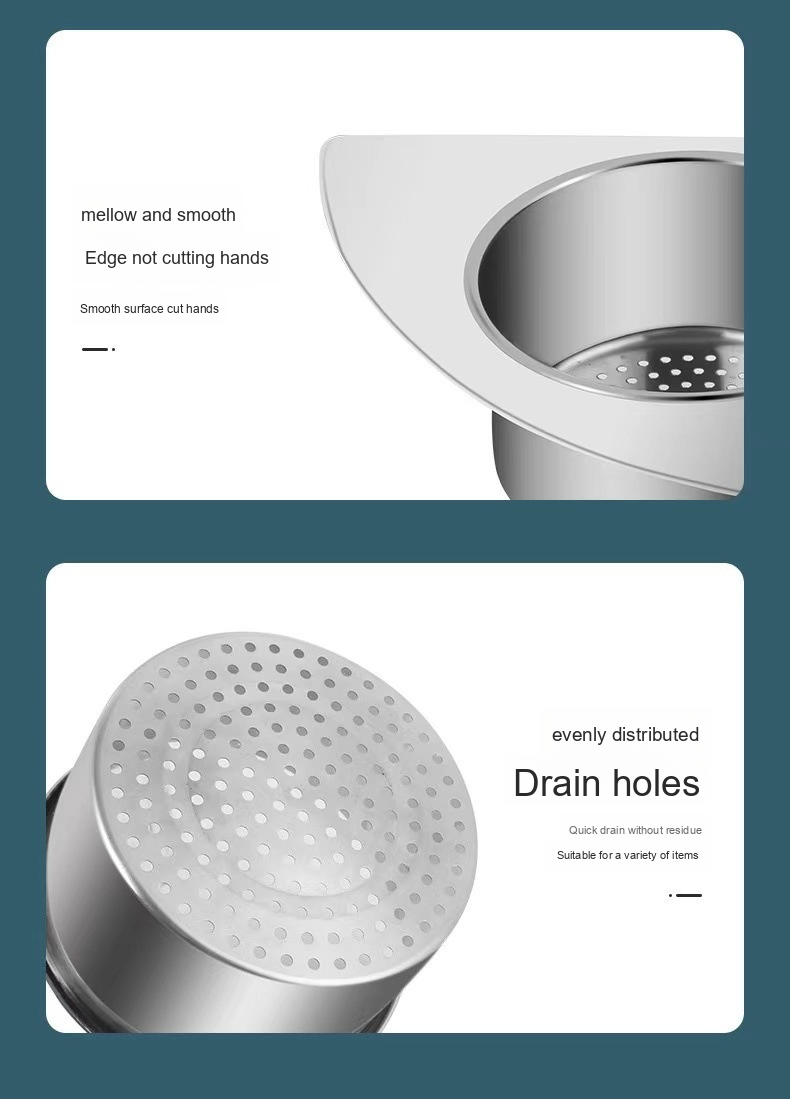 mellow and smooth
Edge not cutting hands
Smooth surface cut hands
evenly distributed
Drain holes
Quick drain without residue
Suitable for a variety of items